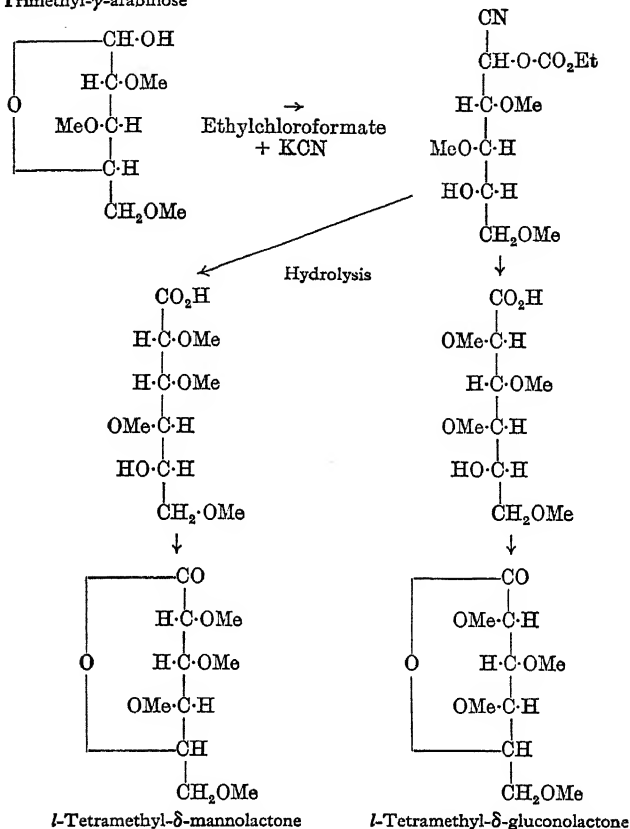 Trimethyl-γ-arabinose
CH·OH
H·C·OMe
O
MeO·C·H
C·H
CH₂OMe
→
Ethylchloroformate
+ KCN
CN
CH·O·CO₂Et
H·C·OMe
MeO·C·H
HO·C·H
CH₂OMe
Hydrolysis
CO₂H
H·C·OMe
H·C·OMe
OMe·C·H
HO·C·H
CH₂·OMe
CO₂H
OMe·C·H
H·C·OMe
OMe·C·H
HO·C·H
CH₂OMe
CO
H·C·OMe
O
H·C·OMe
OMe·C·H
CH
CH₂OMe
l-Tetramethyl-δ-mannolactone
CO
OMe·C·H
O
H·C·OMe
OMe·C·H
CH
CH₂OMe
l-Tetramethyl-δ-gluconolactone